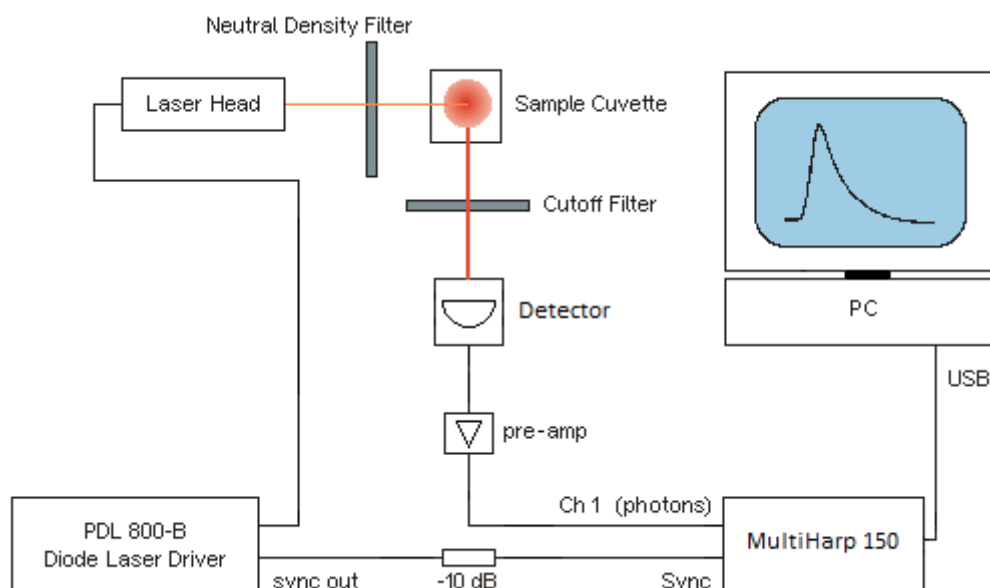 Neutral Density Filter
Laser Head
Sample Cuvette
Cutoff Filter
Detector
PC
USB
pre-amp
Ch 1 (photons)
PDL 800-B
Diode Laser Driver
MultiHarp 150
sync out
-10 dB
Sync